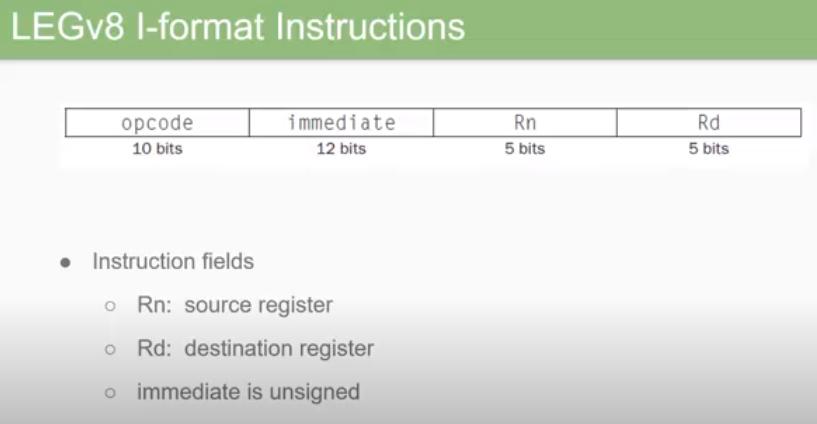 LEGv8 I-format Instructions
opcode immediate Rn Rd
10 bits 12 bits 5 bits 5 bits
● Instruction fields
○ Rn: source register
○ Rd: destination register
○ immediate is unsigned